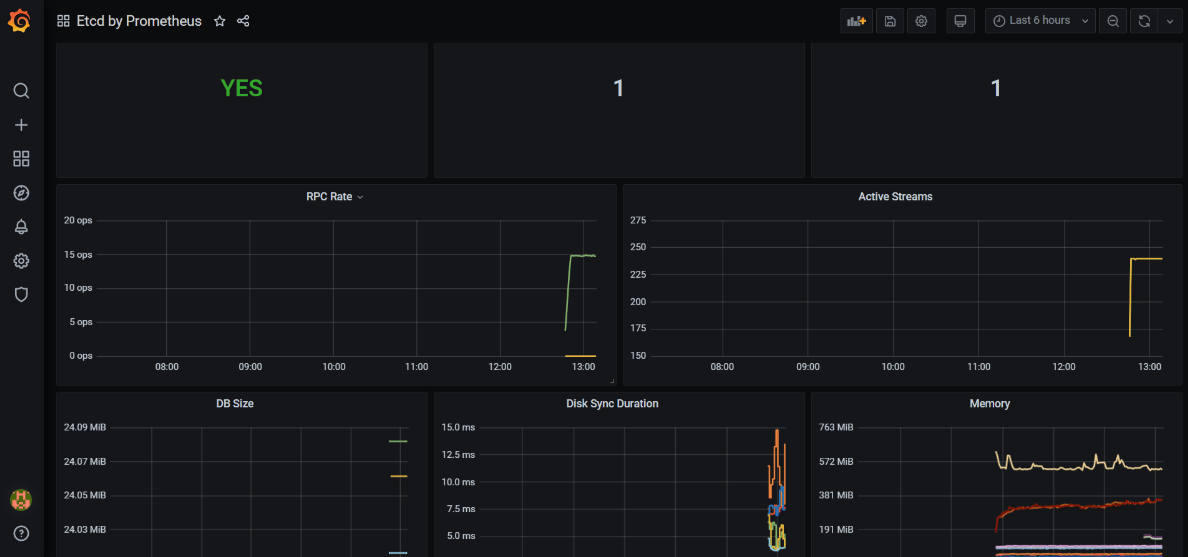 Etcd by Prometheus
Last 6 hours
YES
1
1
RPC Rate
20 ops
15 ops
10 ops
5 ops
0 ops
08:00 09:00 10:00 11:00 12:00 13:00
Active Streams
275
250
225
200
175
150
08:00 09:00 10:00 11:00 12:00 13:00
DB Size
24.09 MiB
24.07 MiB
24.05 MiB
24.03 MiB
Disk Sync Duration
15.0 ms
12.5 ms
10.0 ms
7.5 ms
5.0 ms
Memory
763 MiB
572 MiB
381 MiB
191 MiB